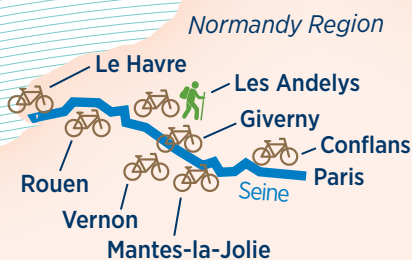 Normandy Region
Le Havre
Les Andelys
Giverny
Conflans
Paris
Rouen
Seine
Vernon
Mantes-la-Jolie